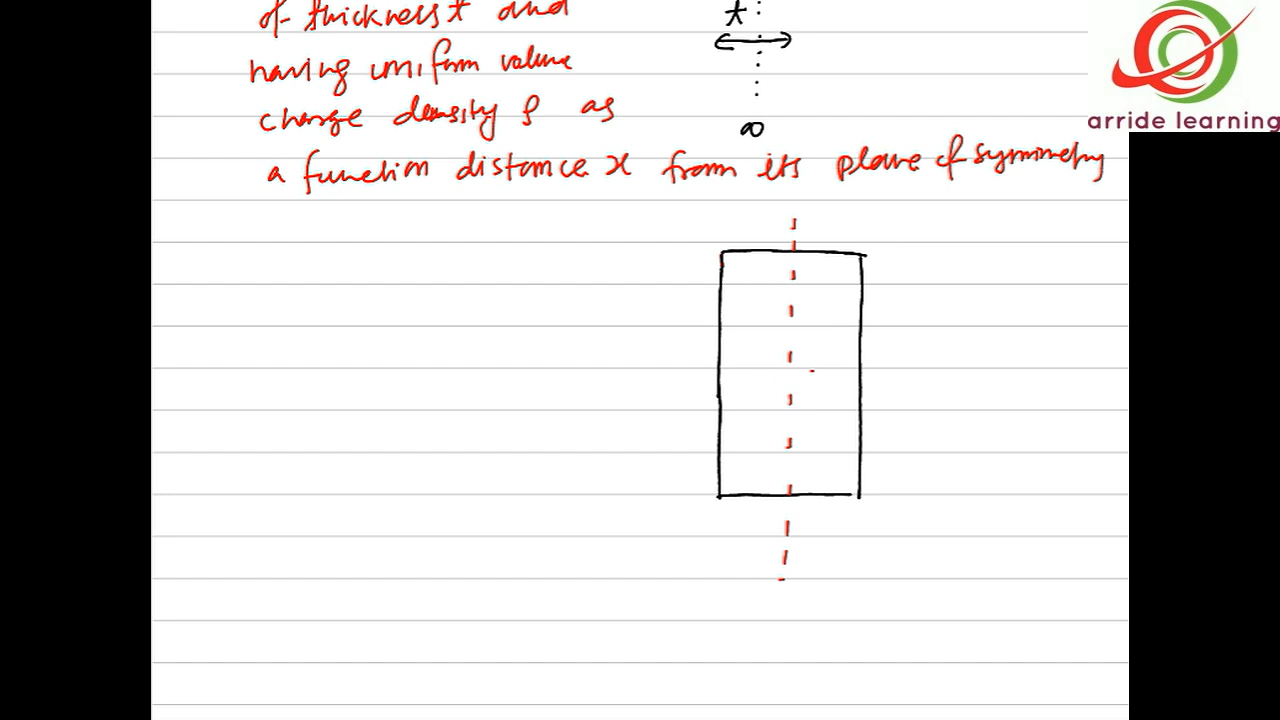 of thickness t and
having uniform volume
charge density ρ as
a function distance x from its plane of symmetry
t
∞
arride learning